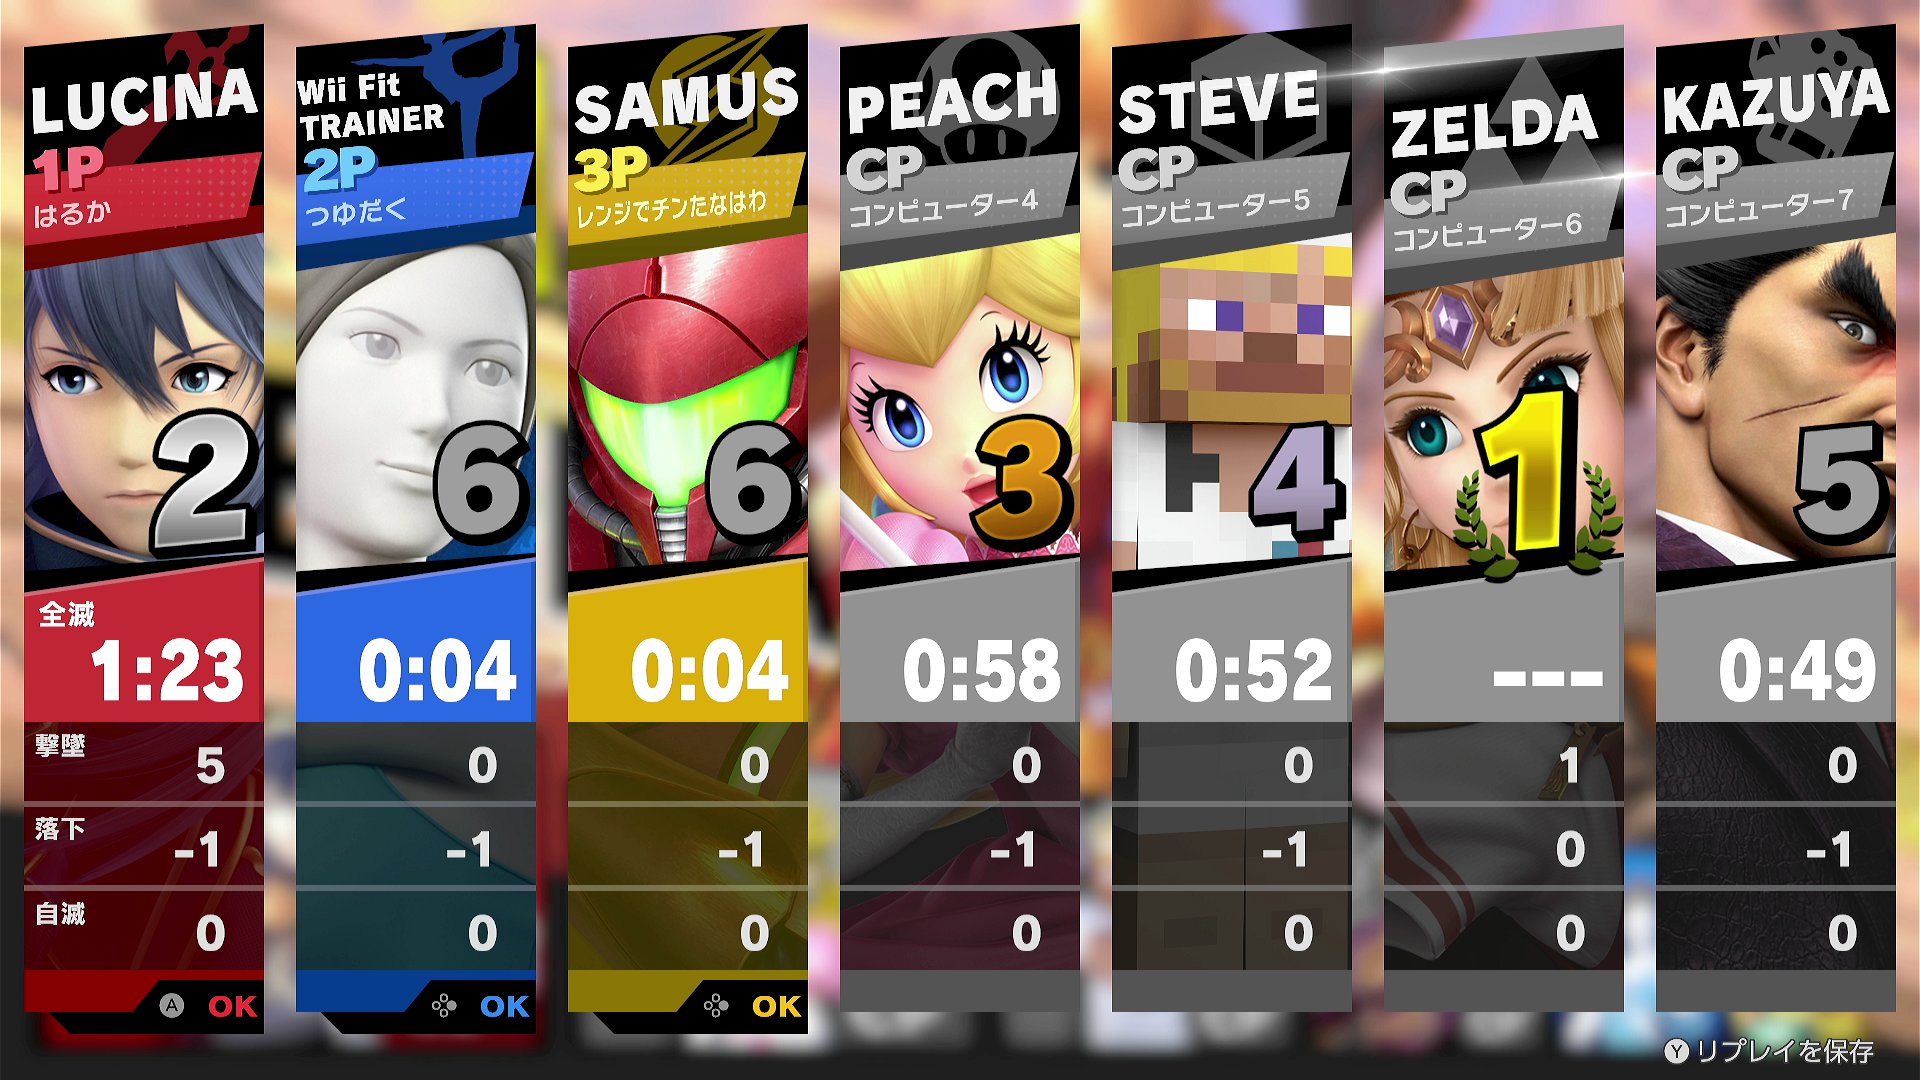 LUCINA
1P
はるか
2
全滅
1:23
撃墜
5
落下
-1
自滅
0
A OK
Wii Fit
TRAINER
2P
つゆだく
6
0:04
0
-1
0
OK
SAMUS
3P
レンジでチンたなはわ
6
0:04
0
-1
0
OK
PEACH
CP
コンピューター4
3
0:58
0
-1
0
STEVE
CP
コンピューター5
4
0:52
0
-1
0
ZELDA
CP
コンピューター6
1
---
1
0
0
KAZUYA
CP
コンピューター7
5
0:49
0
-1
0
Y リプレイを保存